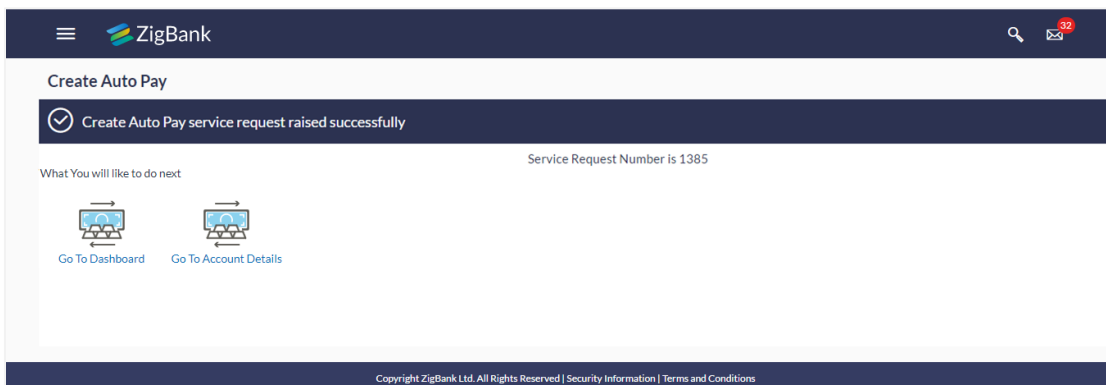 ZigBank
32
Create Auto Pay
Create Auto Pay service request raised successfully
Service Request Number is 1385
What You will like to do next
Go To Dashboard Go To Account Details
Copyright ZigBank Ltd. All Rights Reserved | Security Information | Terms and Conditions